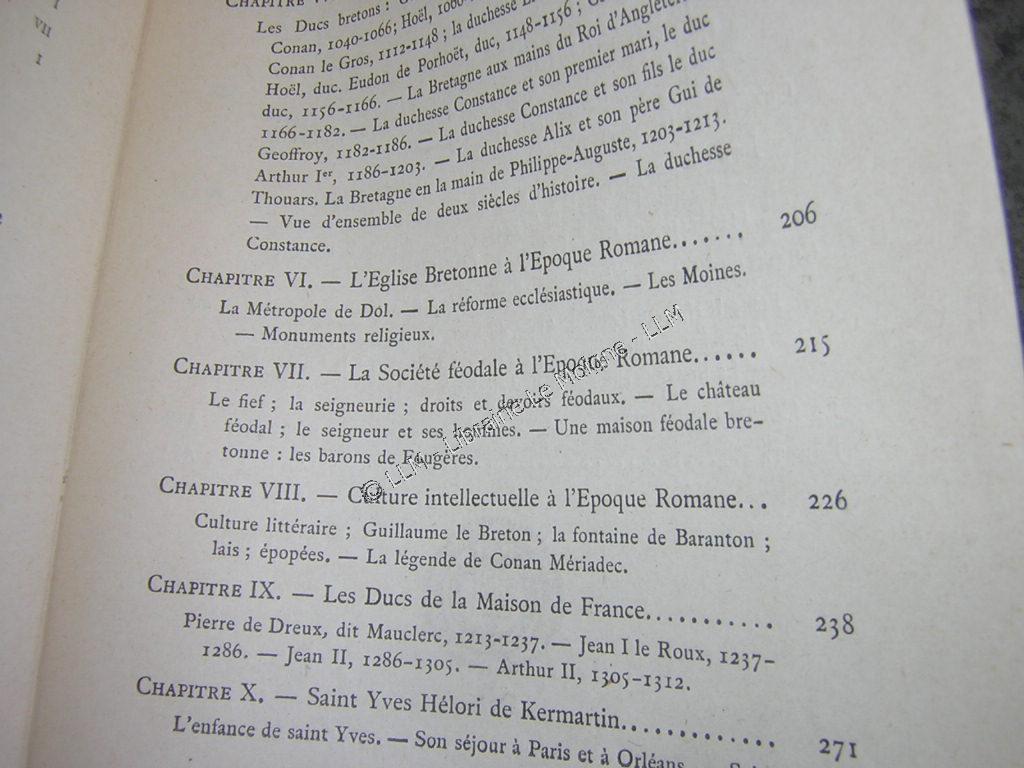 I
VII
I
Les Ducs bretons :
Conan, 1040-1066; Hoël,
Conan le Gros, 1112-1148 ; la duchesse
Hoël, duc. Eudon de Porhoët, duc, 1148-1156 ;
duc, 1156-1166. — La Bretagne aux mains du Roi
1166-1182. — La duchesse Constance et son premier mari, le duc
Geoffroy, 1182-1186. — La duchesse Constance et son fils le duc
Arthur Ier, 1186-1203. — La duchesse Alix et son père Gui de
Thouars. La Bretagne en la main de Philippe-Auguste, 1203-1213.
— Vue d'ensemble de deux siècles d'histoire. — La duchesse
Constance.
CHAPITRE VI. — L'Eglise Bretonne à l'Epoque Romane....... 206
La Métropole de Dol. — La réforme ecclésiastique. — Les Moines.
— Monuments religieux.
CHAPITRE VII. — La Société féodale à l'Epoque Romane...... 215
Le fief ; la seigneurie ; droits et devoirs féodaux. — Le château
féodal ; le seigneur et ses hommes. — Une maison féodale bre-
tonne : les barons de Fougères.
CHAPITRE VIII. — Culture intellectuelle à l'Epoque Romane... 226
Culture littéraire ; Guillaume le Breton ; la fontaine de Baranton ;
lais ; épopées. — La légende de Conan Mériadec.
CHAPITRE IX. — Les Ducs de la Maison de France........... 238
Pierre de Dreux, dit Mauclerc, 1213-1237. — Jean I le Roux, 1237-
1286. — Jean II, 1286-1305. — Arthur II, 1305-1312.
CHAPITRE X. — Saint Yves Hélori de Kermartin............. 271
L'enfance de saint Yves. — Son séjour à Paris et à Orléans. —
© LLM - Librairie Le Moigne - LLM